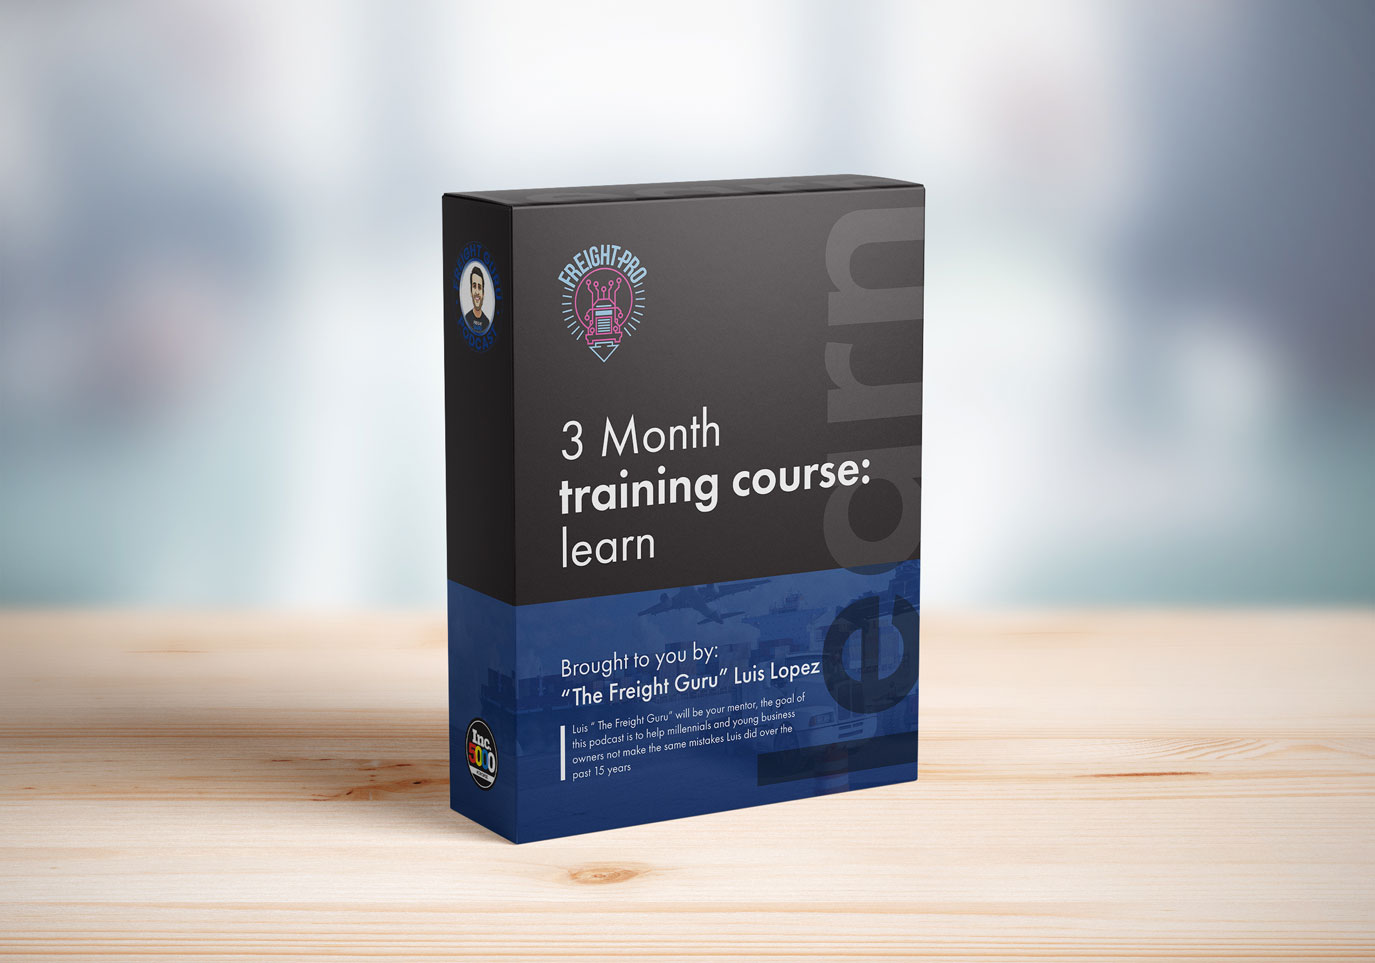 FREIGHT GURU
PODCAST
Inc.
5000
FREIGHT-PRO
3 Month
training course:
learn
learn
Brought to you by:
“The Freight Guru” Luis Lopez
Luis “ The Freight Guru” will be your mentor, the goal of
this podcast is to help millennials and young business
owners not make the same mistakes Luis did over the
past 15 years